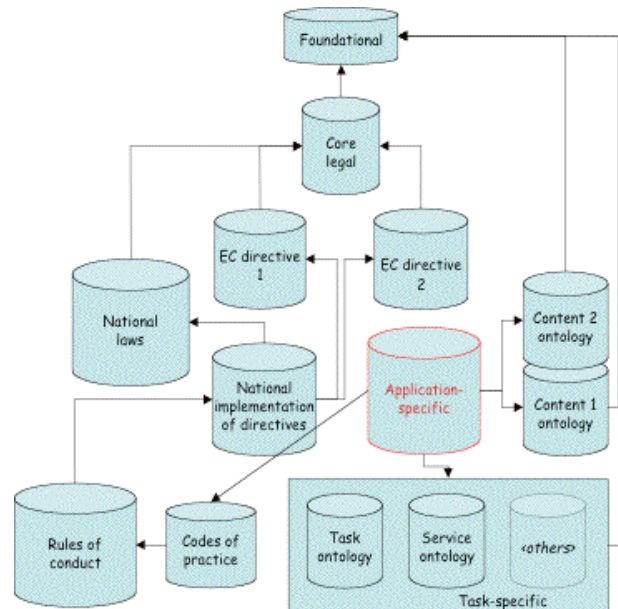 Foundational
Core
legal
EC directive
1
EC directive
2
National
laws
Content 2
ontology
National
implementation
of directives
Application-
specific
Content 1
ontology
Rules of
conduct
Codes of
practice
Task
ontology
Service
ontology
<others>
Task-specific